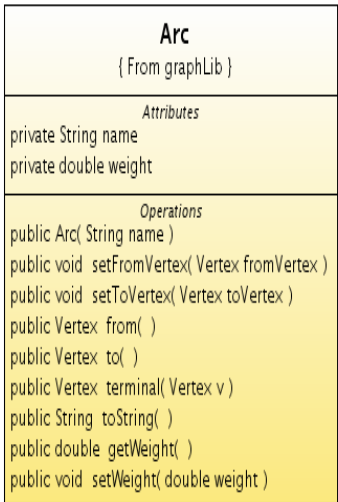 Arc
{ From graphLib }
Attributes
private String name
private double weight
Operations
public Arc( String name )
public void setFromVertex( Vertex fromVertex )
public void setToVertex( Vertex toVertex )
public Vertex from( )
public Vertex to( )
public Vertex terminal( Vertex v )
public String toString( )
public double getWeight( )
public void setWeight( double weight )